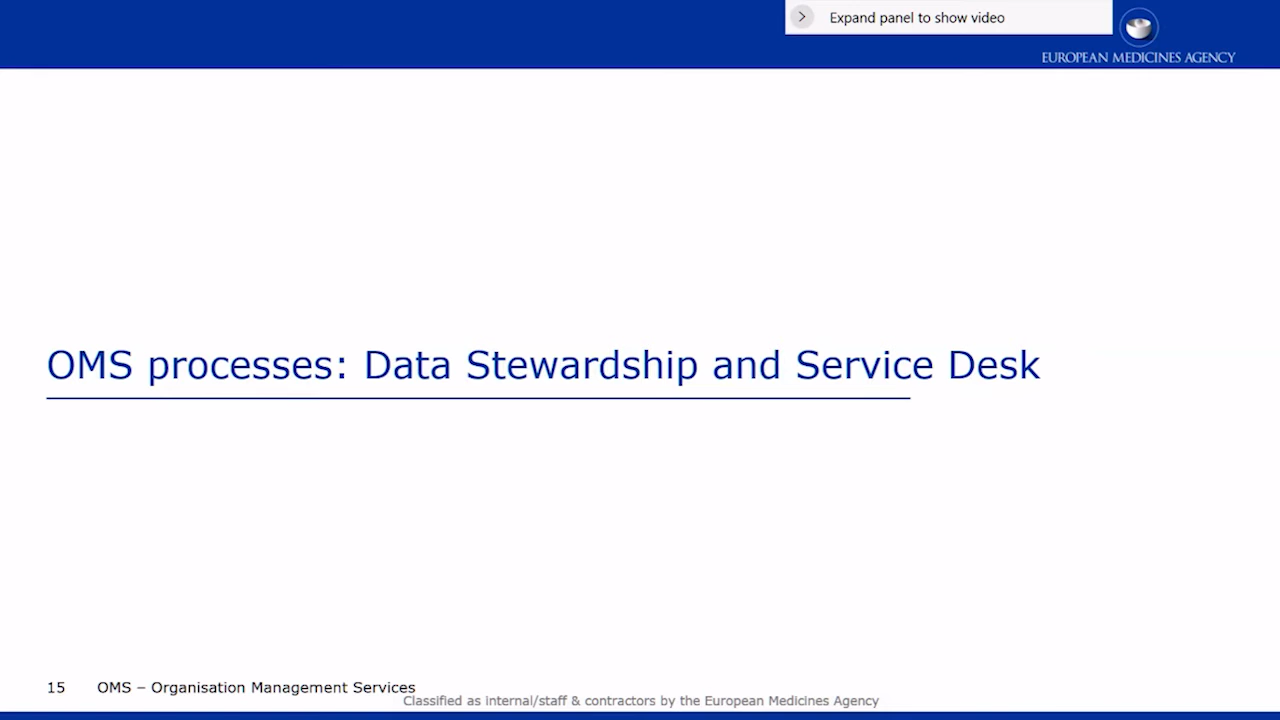 Expand panel to show video
EUROPEAN MEDICINES AGENCY
OMS processes: Data Stewardship and Service Desk
15 OMS – Organisation Management Services
Classified as internal/staff & contractors by the European Medicines Agency